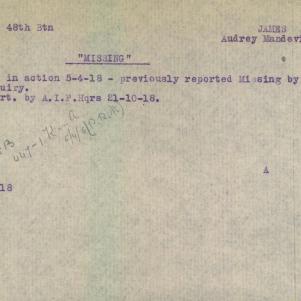 48th Btn JAMES
Audrey Mandevi
"MISSING"
in action 5-4-18 - previously reported Missing by
uiry.
rt. by A.I.F.Hqrs 21-10-18.
A
18